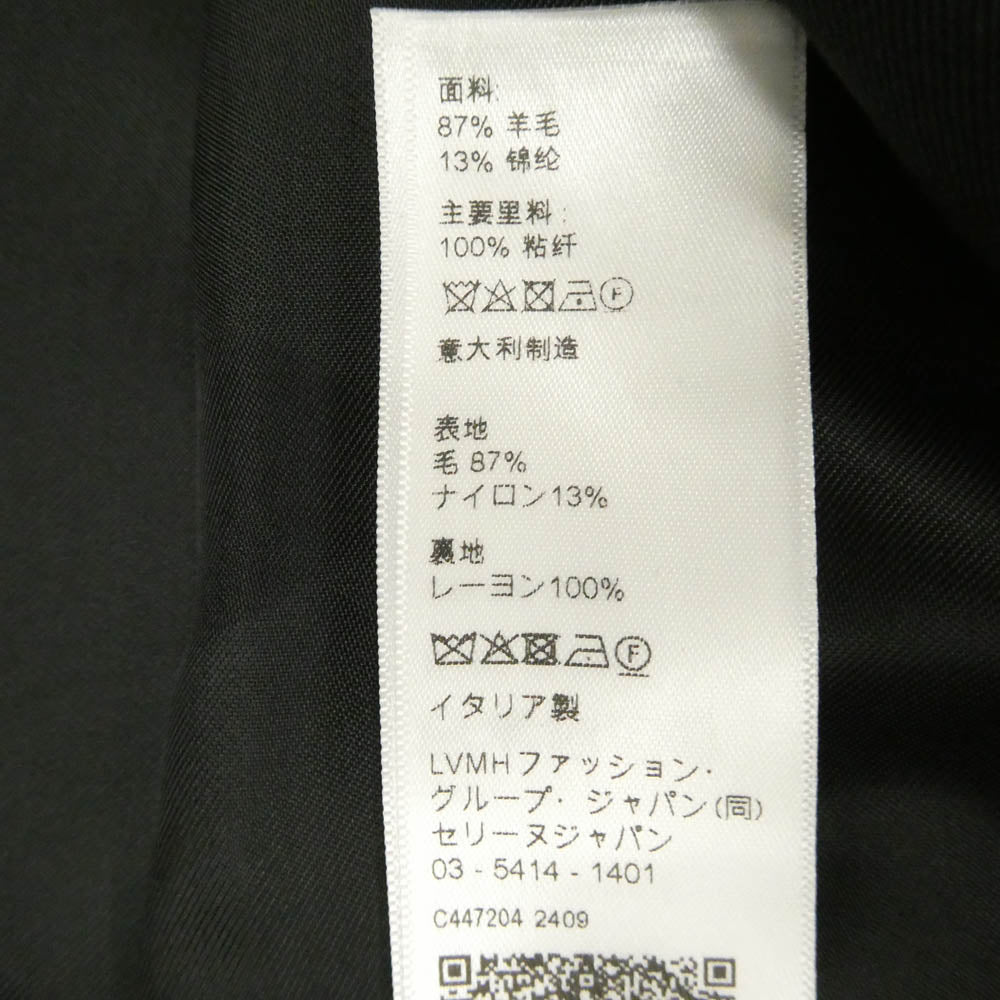 面料:
87% 羊毛
13% 锦纶
主要里料:
100% 粘纤
F
意大利制造
表地
毛 87%
ナイロン13%
裏地
レーヨン100%
F
イタリア製
LVMHファッション・
グループ・ジャパン(同)
セリーヌジャパン
03 - 5414 - 1401
C447204 2409